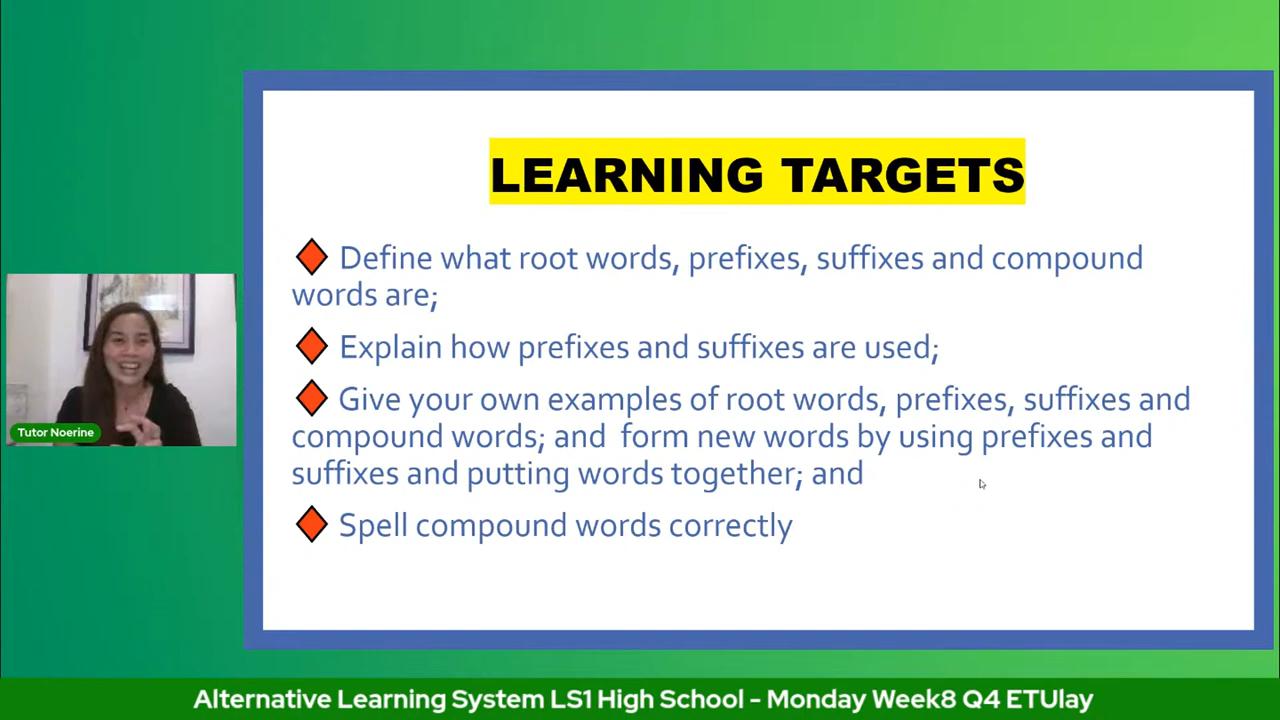 LEARNING TARGETS
Define what root words, prefixes, suffixes and compound
words are;
Explain how prefixes and suffixes are used;
Give your own examples of root words, prefixes, suffixes and
compound words; and form new words by using prefixes and
suffixes and putting words together; and
Spell compound words correctly
Tutor Noerine
Alternative Learning System LS1 High School - Monday Week8 Q4 ETUlay